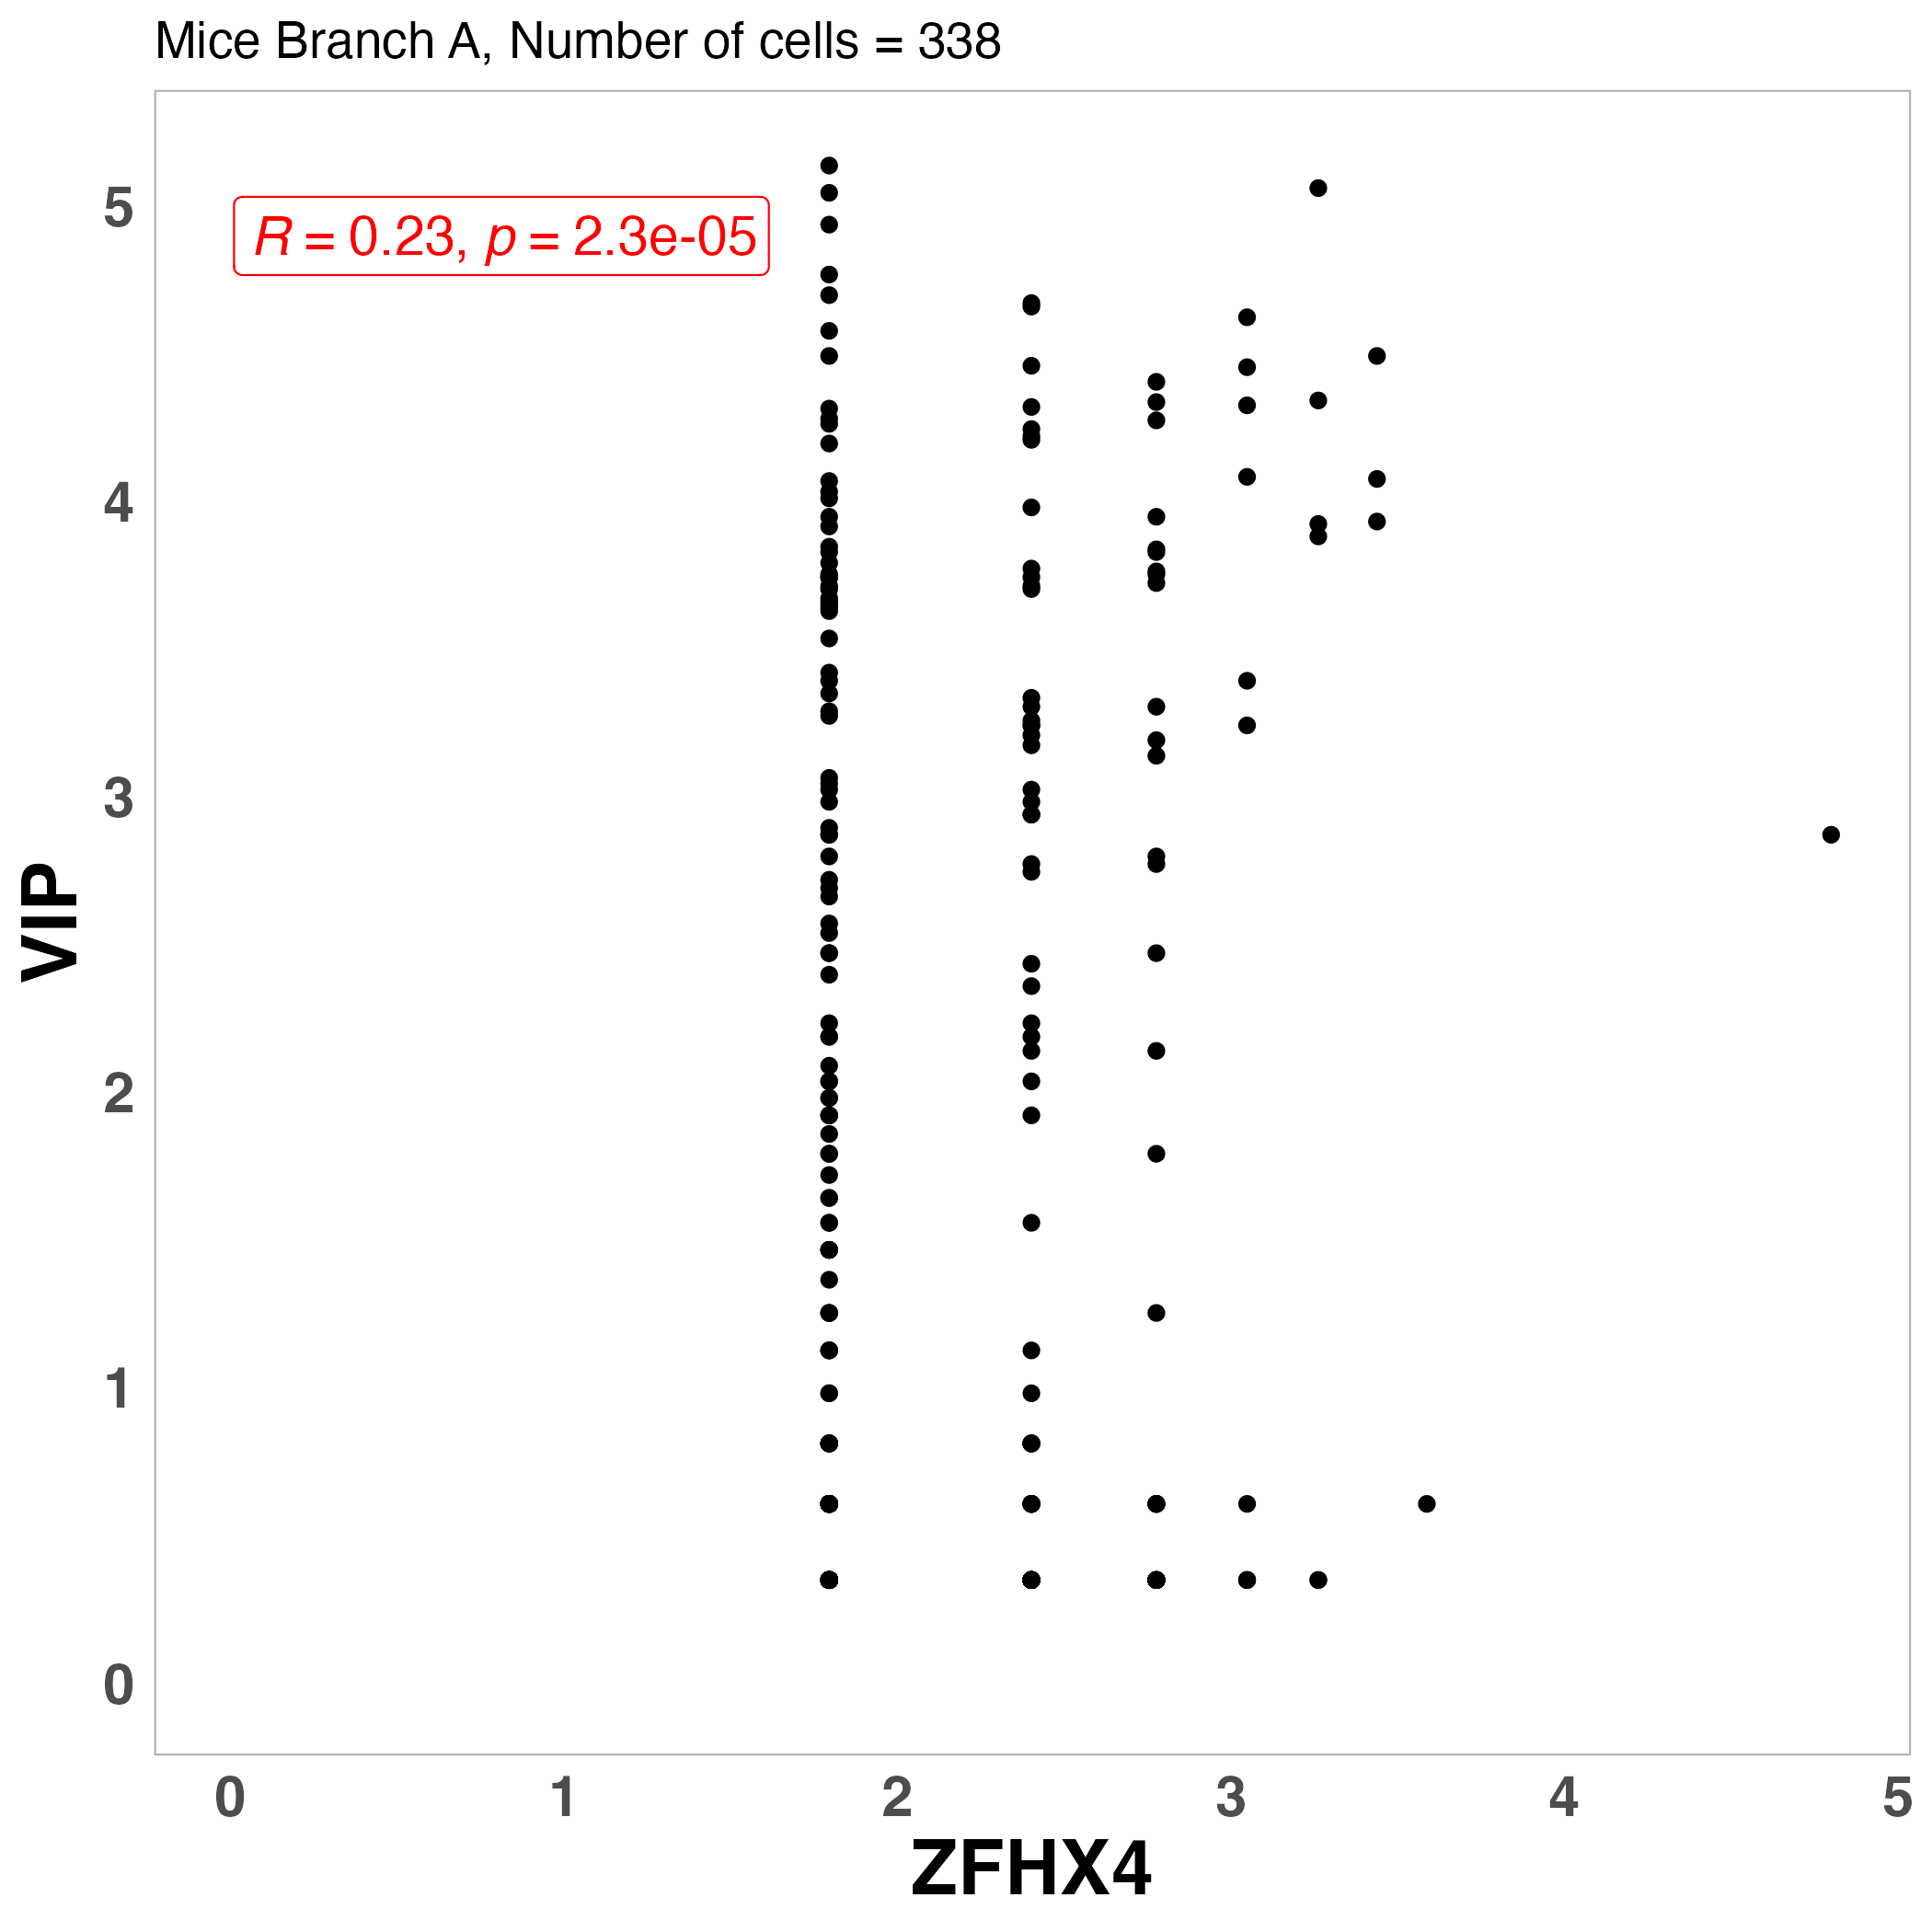 Mice Branch A, Number of cells = 338
R = 0.23, p = 2.3e-05
5
4
3
2
1
0
VIP
0 1 2 3 4 5
ZFHX4